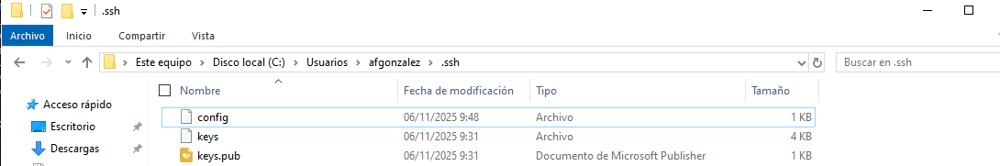 .ssh
Archivo Inicio Compartir Vista
Este equipo Disco local (C:) Usuarios afgonzalez .ssh Buscar en .ssh
Nombre Fecha de modificación Tipo Tamaño
Acceso rápido
Escritorio config 06/11/2025 9:48 Archivo 1 KB
keys 06/11/2025 9:31 Archivo 4 KB
Descargas keys.pub 06/11/2025 9:31 Documento de Microsoft Publisher 1 KB